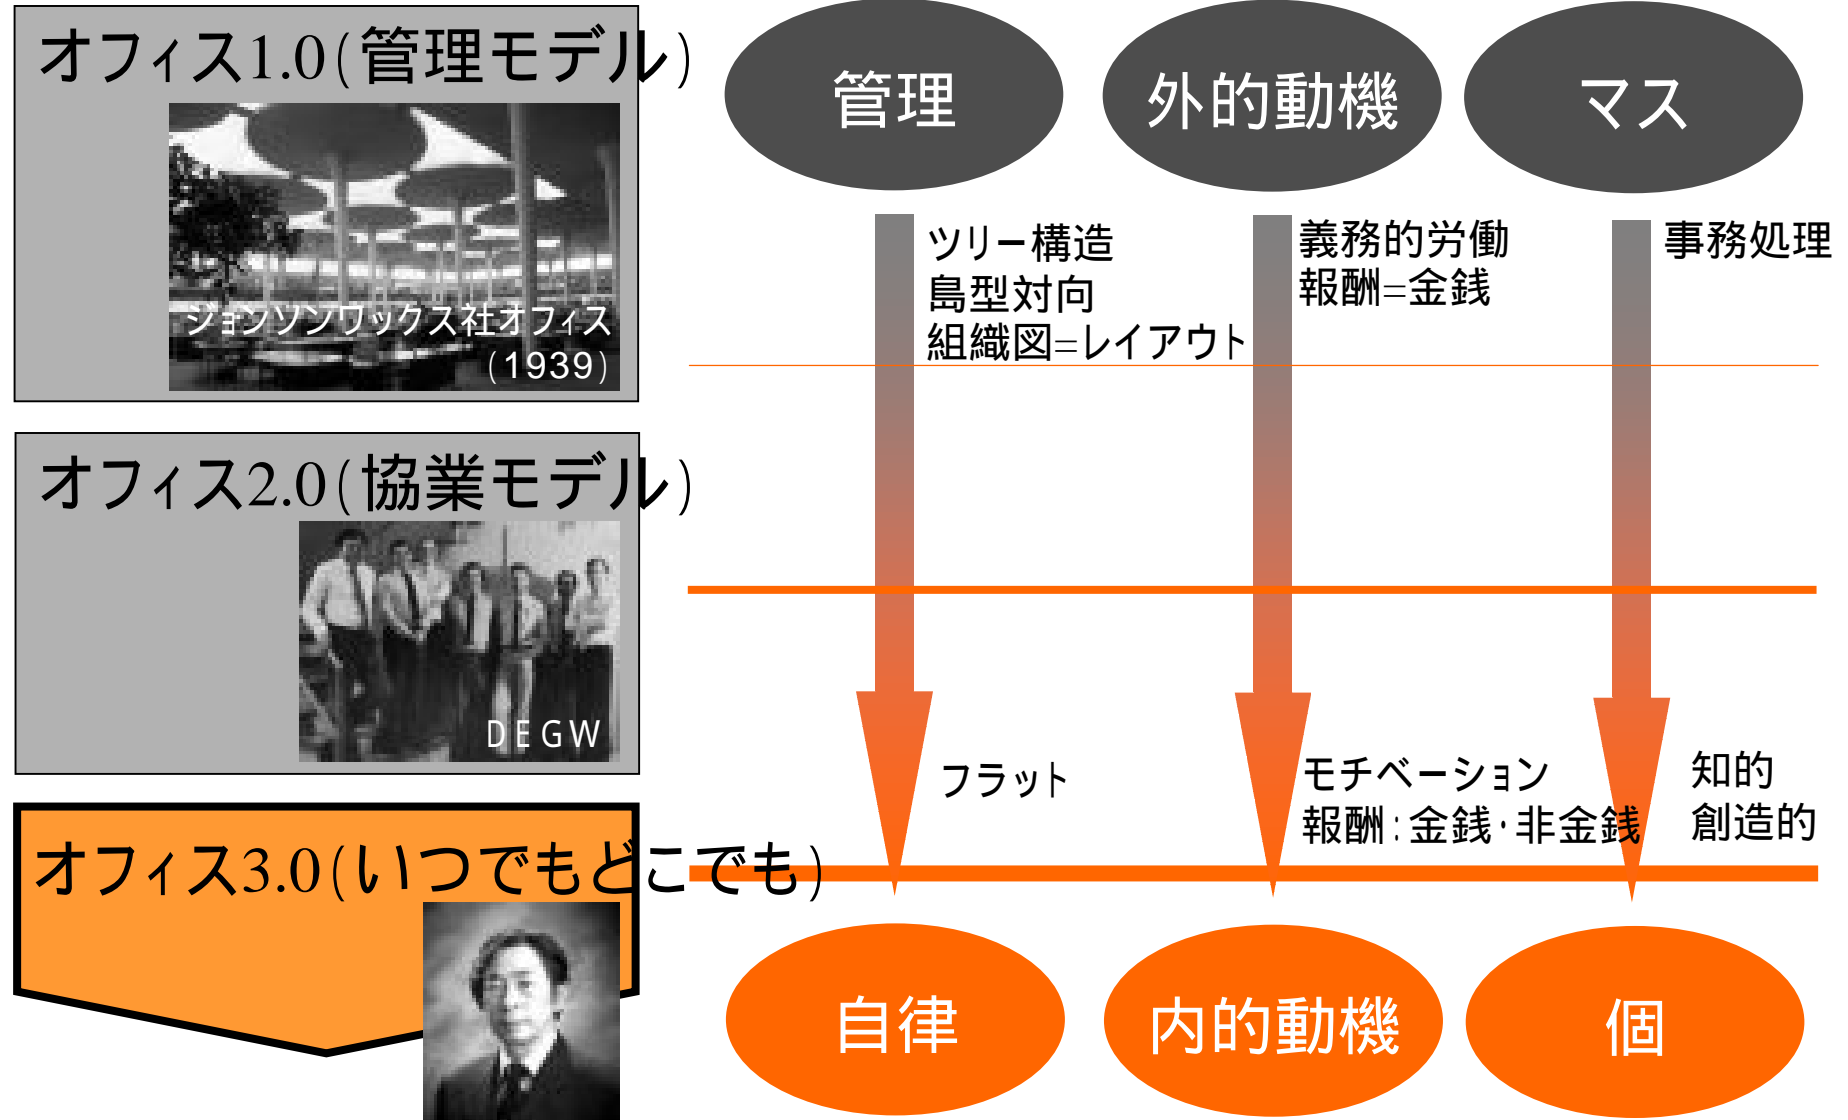 オフィス1.0(管理モデル)
ジョンソンワックス社オフィス
(1939)
管理
外的動機
マス
ツリー構造
島型対向
組織図=レイアウト
義務的労働
報酬=金銭
事務処理
オフィス2.0(協業モデル)
DEGW
フラット
モチベーション
報酬:金銭・非金銭
知的
創造的
オフィス3.0(いつでもどこでも)
自律
内的動機
個